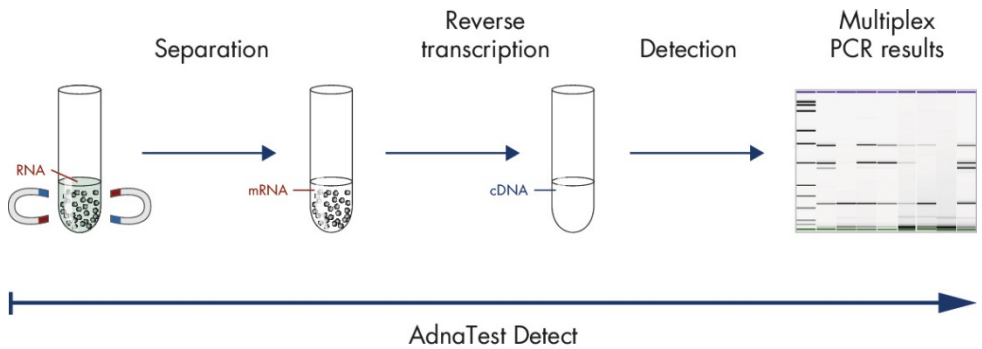 Separation
Reverse
transcription
Detection
Multiplex
PCR results
RNA
mRNA
cDNA
AdnaTest Detect